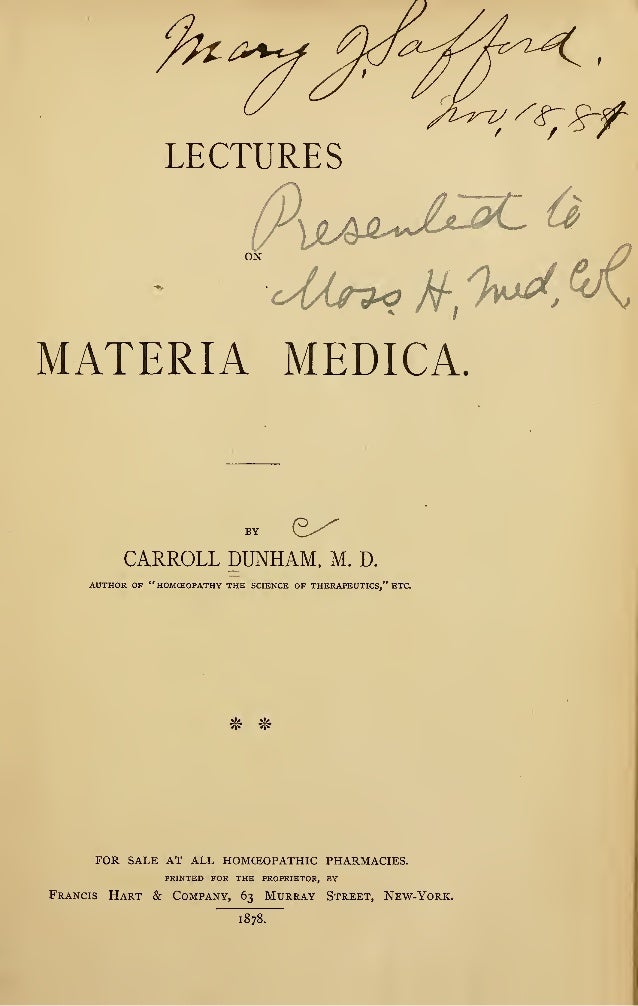 Mary J. Safford.
Nov, 18, 84
LECTURES
Presented to
ON
Mass. H, Med, Col,
MATERIA MEDICA.
BY
CARROLL DUNHAM, M. D.
AUTHOR OF "HOMŒOPATHY THE SCIENCE OF THERAPEUTICS," ETC.
* *
FOR SALE AT ALL HOMŒOPATHIC PHARMACIES.
PRINTED FOR THE PROPRIETOR, BY
FRANCIS HART & COMPANY, 63 MURRAY STREET, NEW-YORK.
1878.